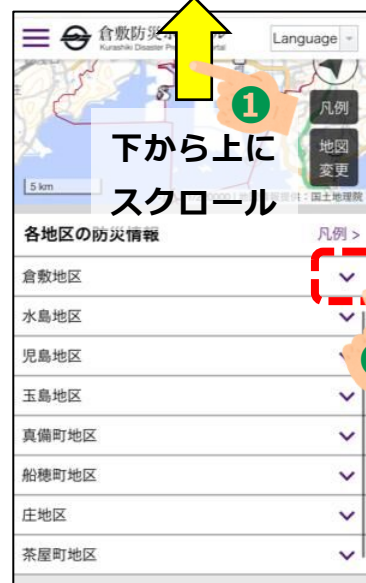 倉敷防災
Kurashiki Disaster
Language
1
凡例
地図
変更
下から上に
スクロール
5 km
国土地理院
各地区の防災情報
凡例 >
倉敷地区
水島地区
児島地区
玉島地区
真備町地区
船穂町地区
庄地区
茶屋町地区